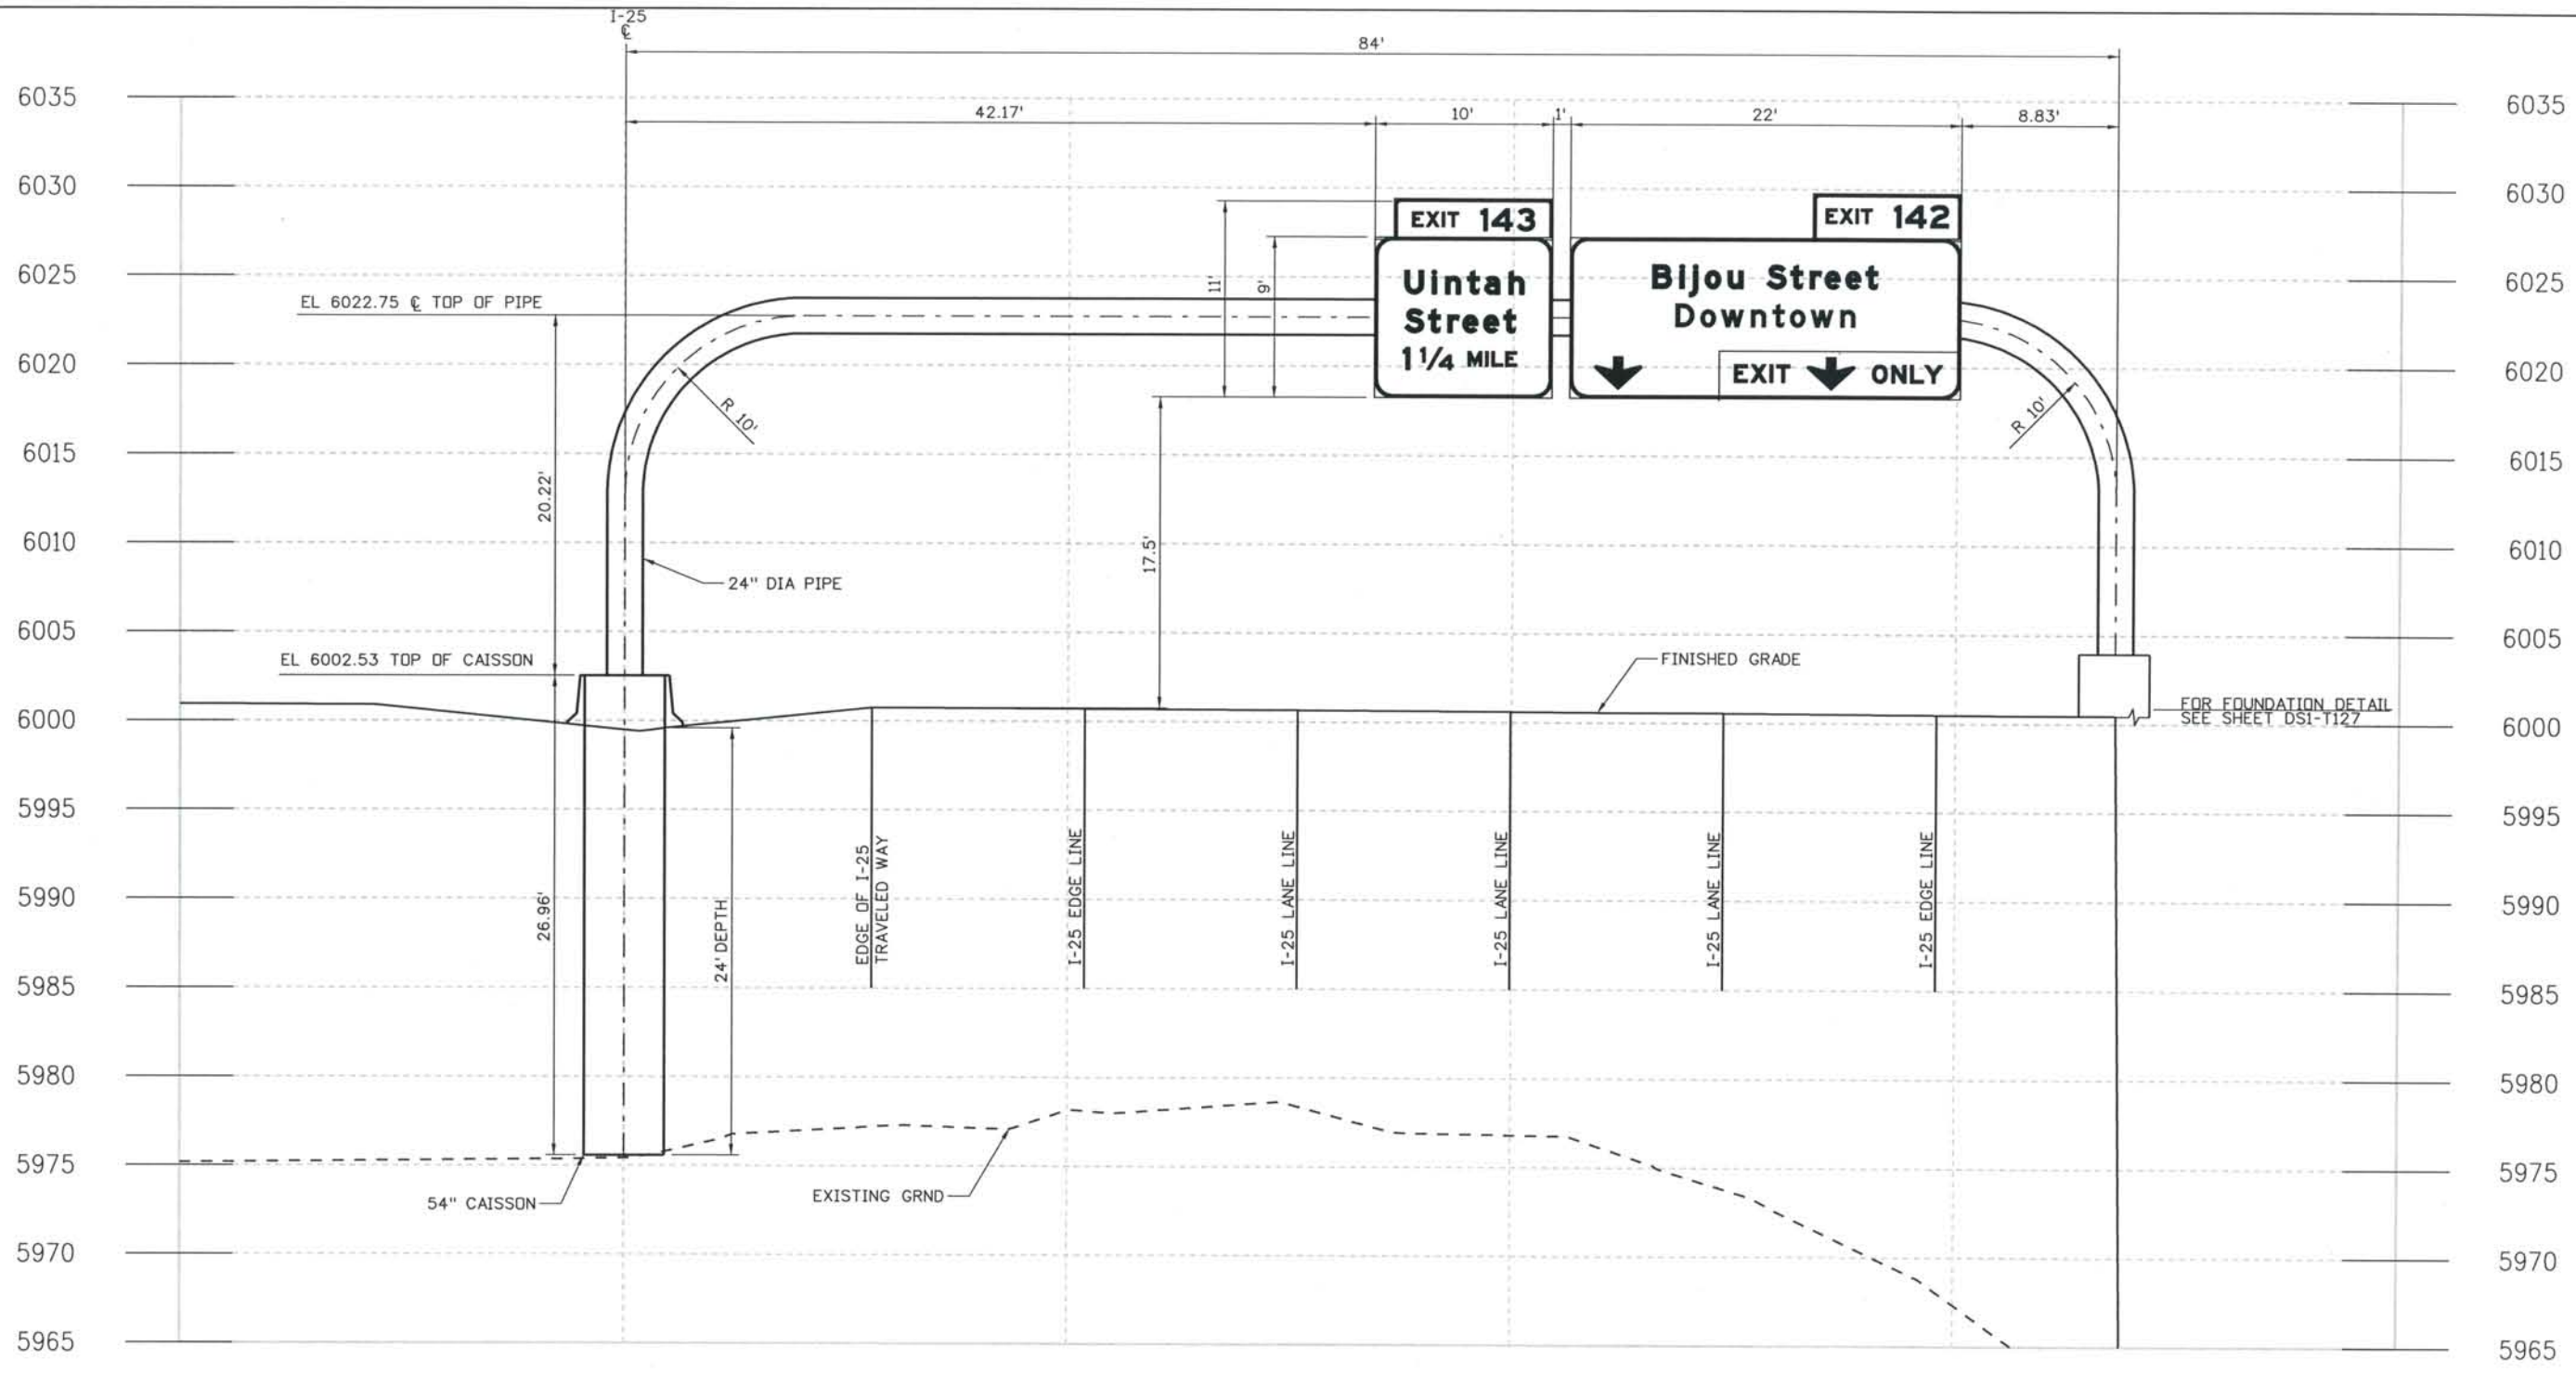 I-25
℄
84'
42.17'
10'
1'
22'
8.83'
6035
6030
6025
6020
6015
6010
6005
6000
5995
5990
5985
5980
5975
5970
5965
EXIT 143
Uintah
Street
1 1/4 MILE
EXIT 142
Bijou Street
Downtown
EXIT ONLY
11'
9'
EL 6022.75 ℄ TOP OF PIPE
R 10'
R 10'
20.22'
17.5'
24" DIA PIPE
EL 6002.53 TOP OF CAISSON
FINISHED GRADE
FOR FOUNDATION DETAIL
SEE SHEET DS1-T127
26.96'
24' DEPTH
EDGE OF I-25
TRAVELED WAY
I-25 EDGE LINE
I-25 LANE LINE
I-25 LANE LINE
I-25 LANE LINE
I-25 EDGE LINE
54" CAISSON
EXISTING GRND
6035
6030
6025
6020
6015
6010
6005
6000
5995
5990
5985
5980
5975
5970
5965